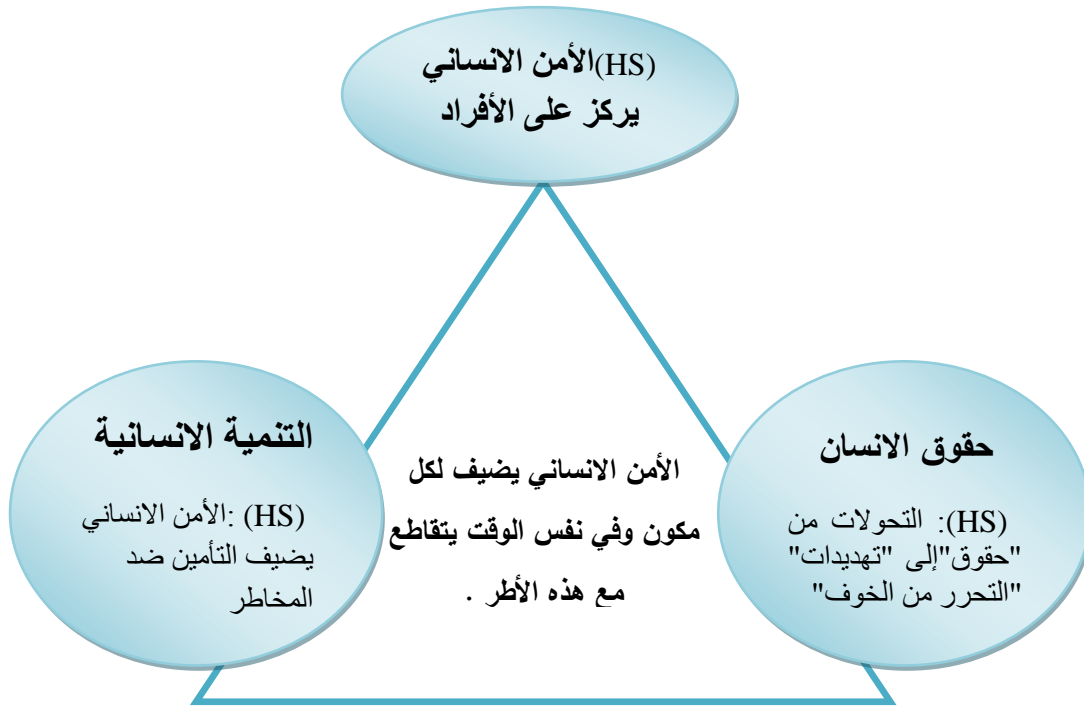 (HS)الأمن الانساني
يركز على الأفراد
حقوق الانسان
(HS): التحولات من
"حقوق"إلى "تهديدات"
"التحرر من الخوف"
الأمن الانساني يضيف لكل
مكون وفي نفس الوقت يتقاطع
مع هذه الأطر .
التنمية الانسانية
(HS) :الأمن الانساني
يضيف التأمين ضد
المخاطر